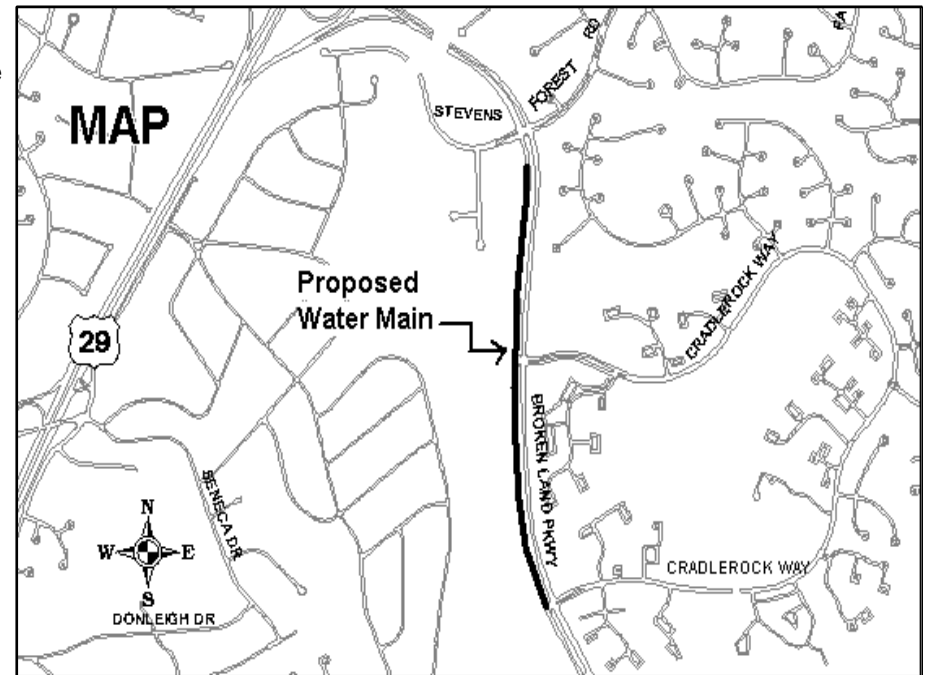 MAP
STEVENS
FOREST
RD
RA
Proposed
Water Main
CRADLEROCK WAY
29
BROKEN LAND PKWY
SENECA DR
N
W
E
S
DONLEIGH DR
CRADLEROCK WAY